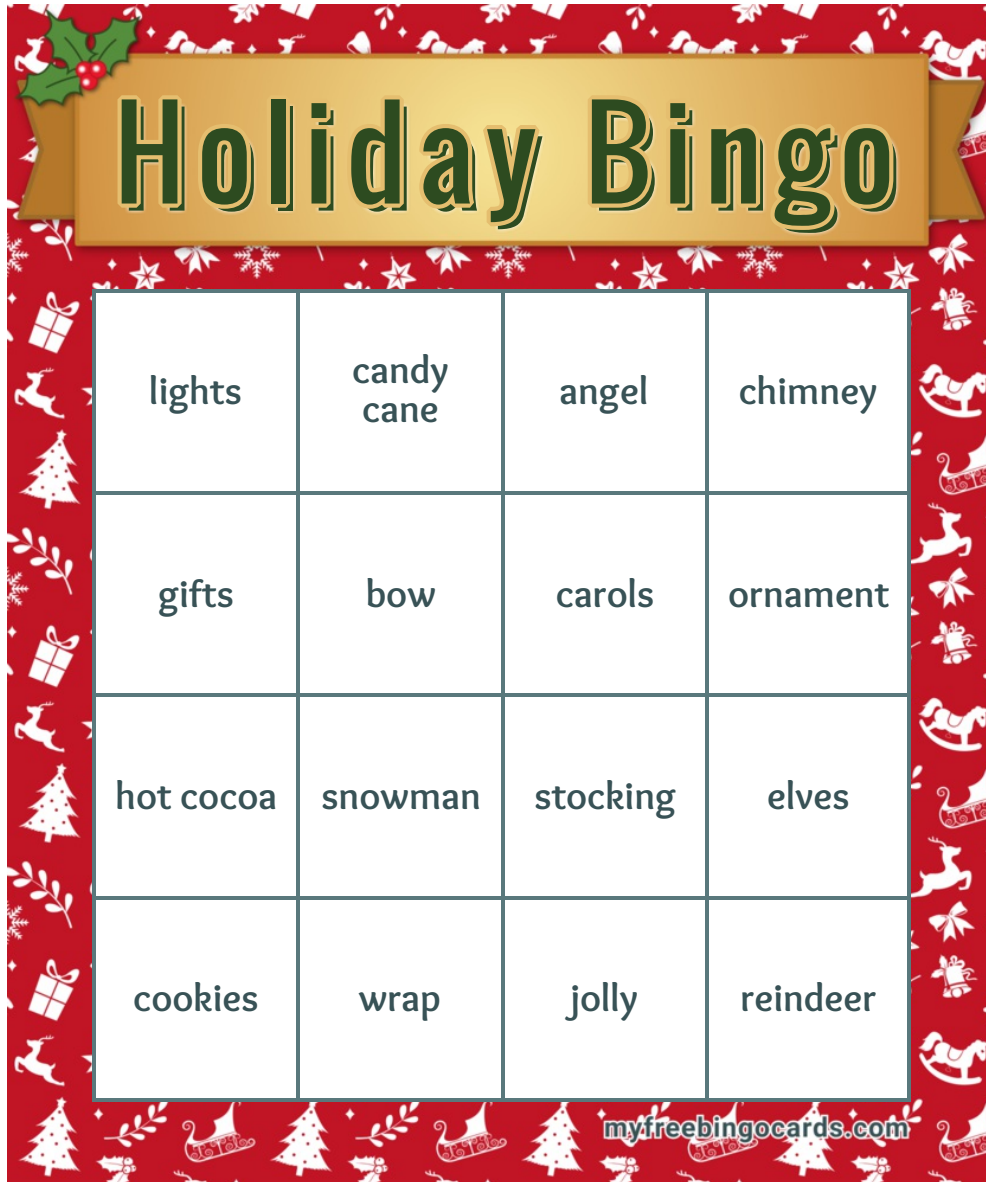 Holiday Bingo
lights
candy
cane
angel
chimney
gifts
bow
carols
ornament
hot cocoa
snowman
stocking
elves
cookies
wrap
jolly
reindeer
myfreebingocards.com